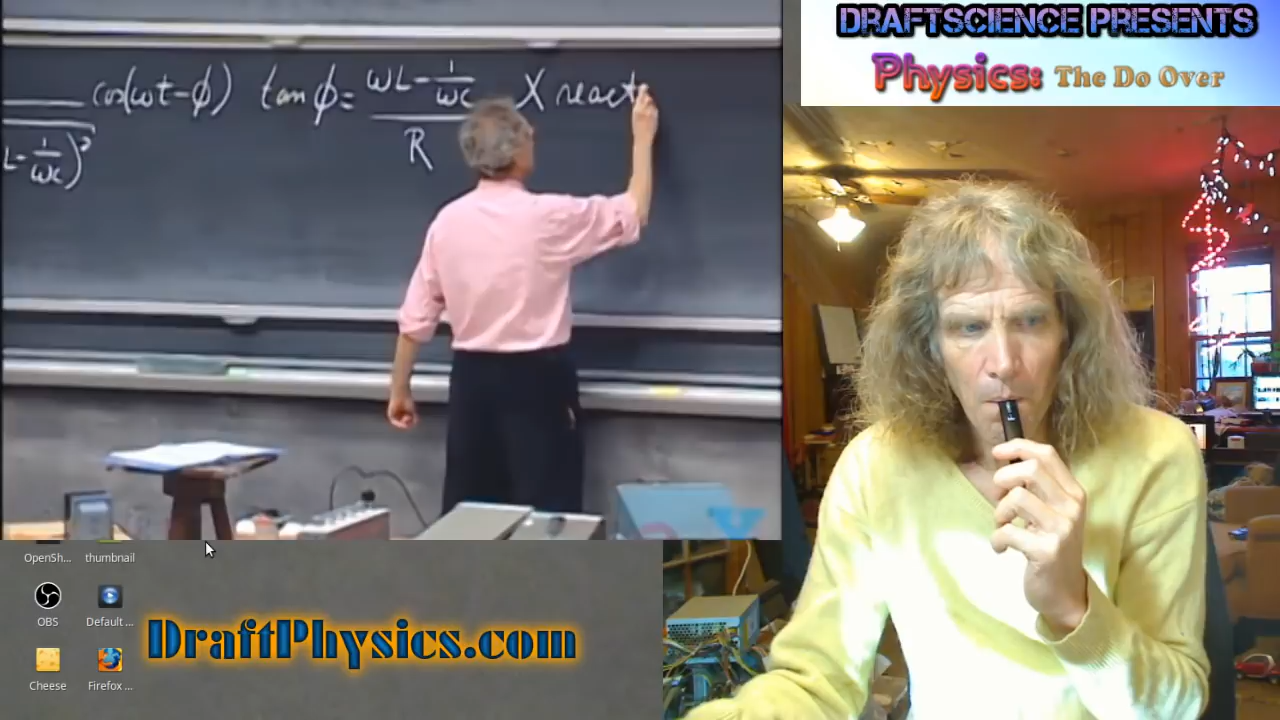 DRAFTSCIENCE PRESENTS
Physics: The Do Over
cos(ωt-φ) tan φ = (ωL - 1/ωC) / R X react
L - 1/ωC)²
OpenSh... thumbnail
OBS Default ...
Cheese Firefox ...
DraftPhysics.com